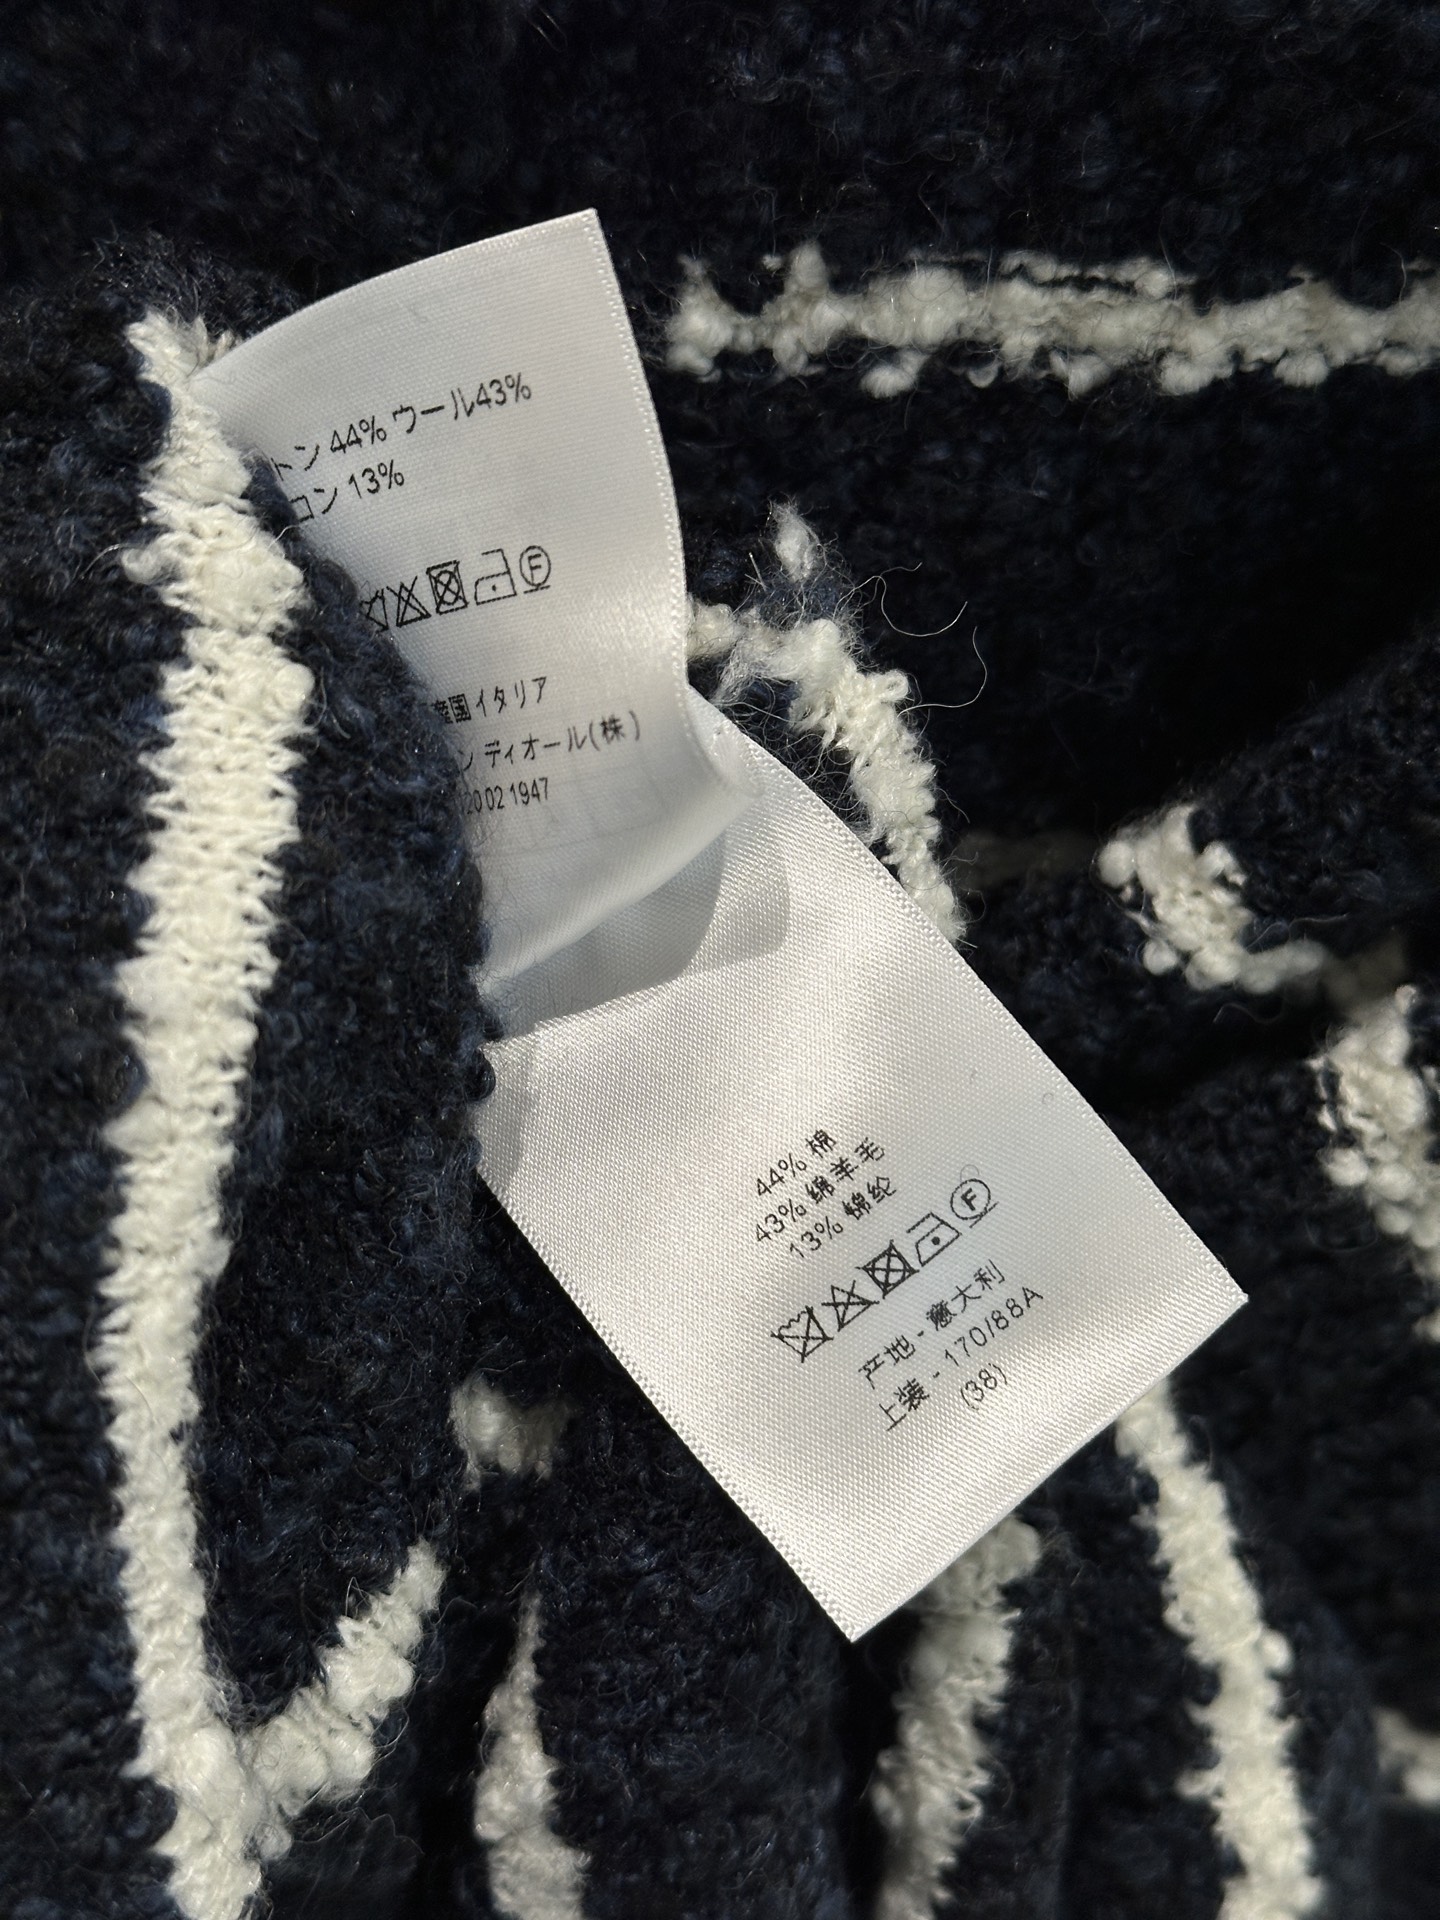 トン 44% ウール43%
コン 13%
F
産国イタリア
ン ディオール(株)
02 1947
44% 棉
43% 绵羊毛
13% 锦纶
F
产地 - 意大利
上装 - 170/88A
(38)